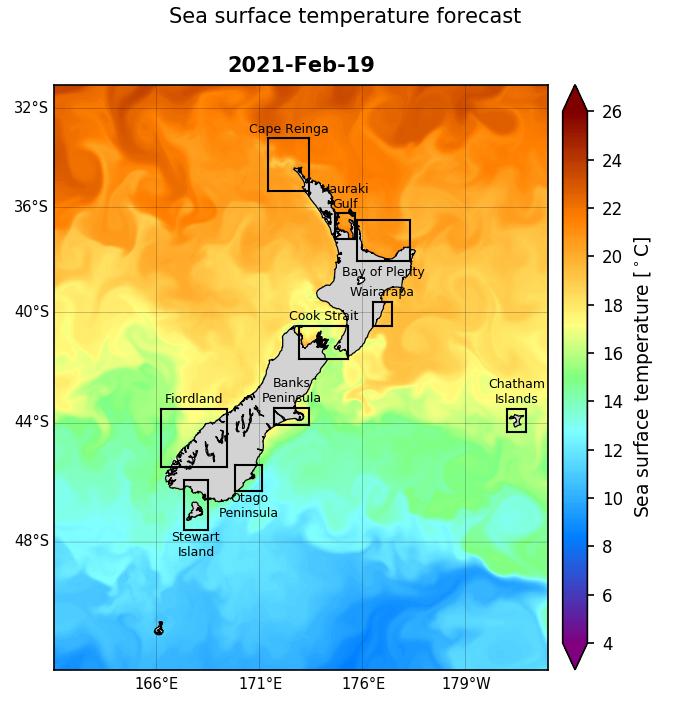 Sea surface temperature forecast
2021-Feb-19
32°S
36°S
40°S
44°S
48°S
166°E
171°E
176°E
179°W
Cape Reinga
Hauraki
Gulf
Bay of Plenty
Wairarapa
Cook Strait
Banks
Peninsula
Fiordland
Chatham
Islands
Otago
Peninsula
Stewart
Island
26
24
22
20
18
16
14
12
10
8
6
4
Sea surface temperature [°C]